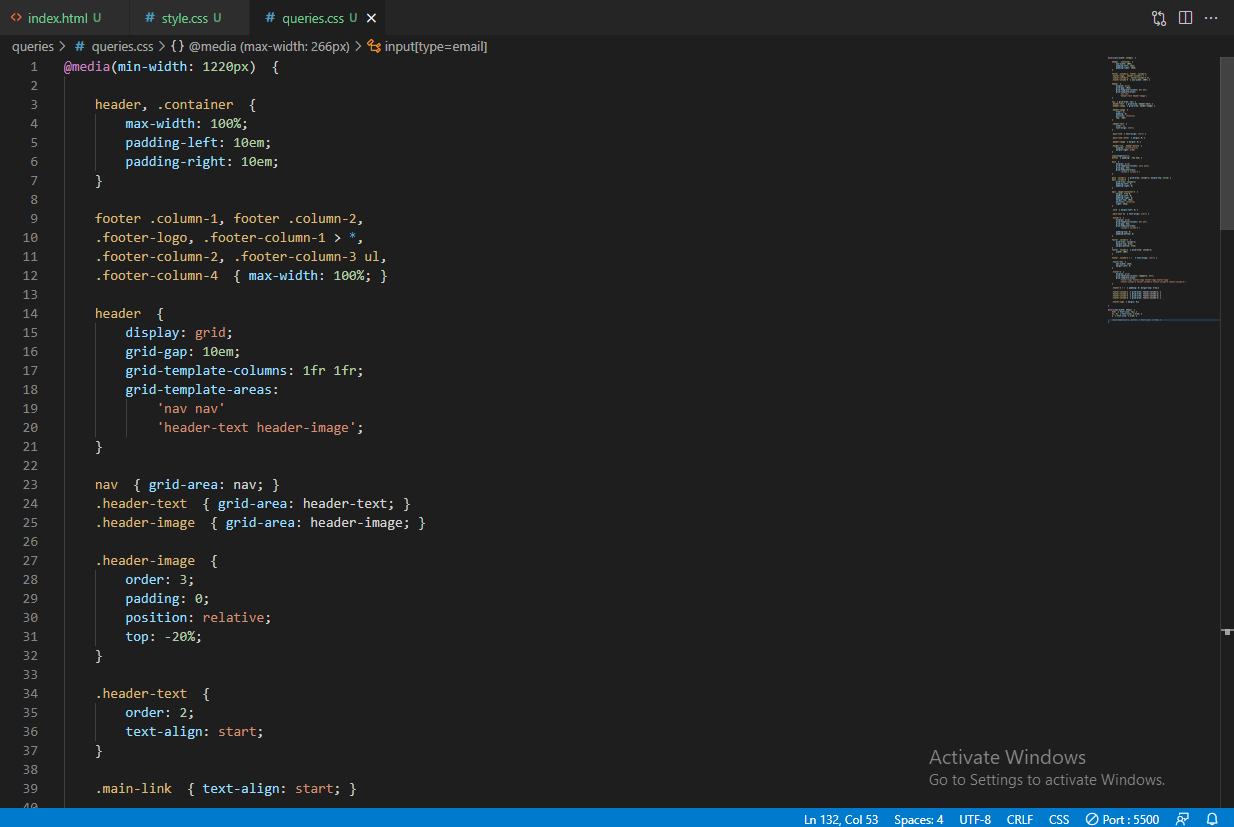 index.html U
# style.css U
# queries.css U
queries > # queries.css > {} @media (max-width: 266px) > input[type=email]
1 @media(min-width: 1220px)  {
2
3     header, .container  {
4         max-width: 100%;
5         padding-left: 10em;
6         padding-right: 10em;
7     }
8
9     footer .column-1, footer .column-2,
10     .footer-logo, .footer-column-1 > *,
11     .footer-column-2, .footer-column-3 ul,
12     .footer-column-4  { max-width: 100%; }
13
14     header  {
15         display: grid;
16         grid-gap: 10em;
17         grid-template-columns: 1fr 1fr;
18         grid-template-areas:
19             'nav nav'
20             'header-text header-image';
21     }
22
23     nav  { grid-area: nav; }
24     .header-text  { grid-area: header-text; }
25     .header-image  { grid-area: header-image; }
26
27     .header-image  {
28         order: 3;
29         padding: 0;
30         position: relative;
31         top: -20%;
32     }
33
34     .header-text  {
35         order: 2;
36         text-align: start;
37     }
38
39     .main-link  { text-align: start; }
40
Activate Windows
Go to Settings to activate Windows.
Ln 132, Col 53 Spaces: 4 UTF-8 CRLF CSS Port : 5500